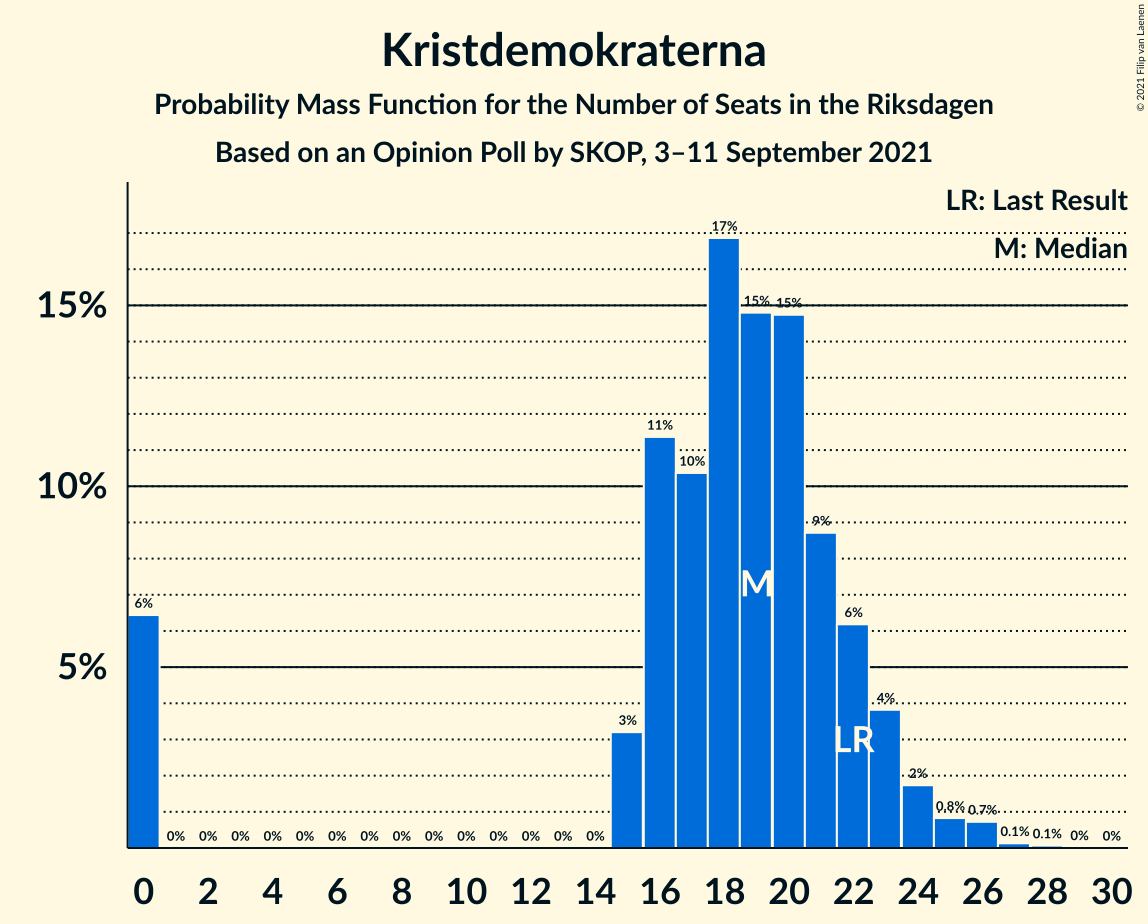 © 2021 Filip van Laenen
Kristdemokraterna
Probability Mass Function for the Number of Seats in the Riksdagen
Based on an Opinion Poll by SKOP, 3–11 September 2021
LR: Last Result
M: Median
15%
10%
5%
6% 0% 0% 0% 0% 0% 0% 0% 0% 0% 0% 0% 0% 0% 0% 3% 11% 10% 17% 15% 15% 9% 6% 4% 2% 0.8% 0.7% 0.1% 0.1% 0% 0%
M
LR
0 2 4 6 8 10 12 14 16 18 20 22 24 26 28 30